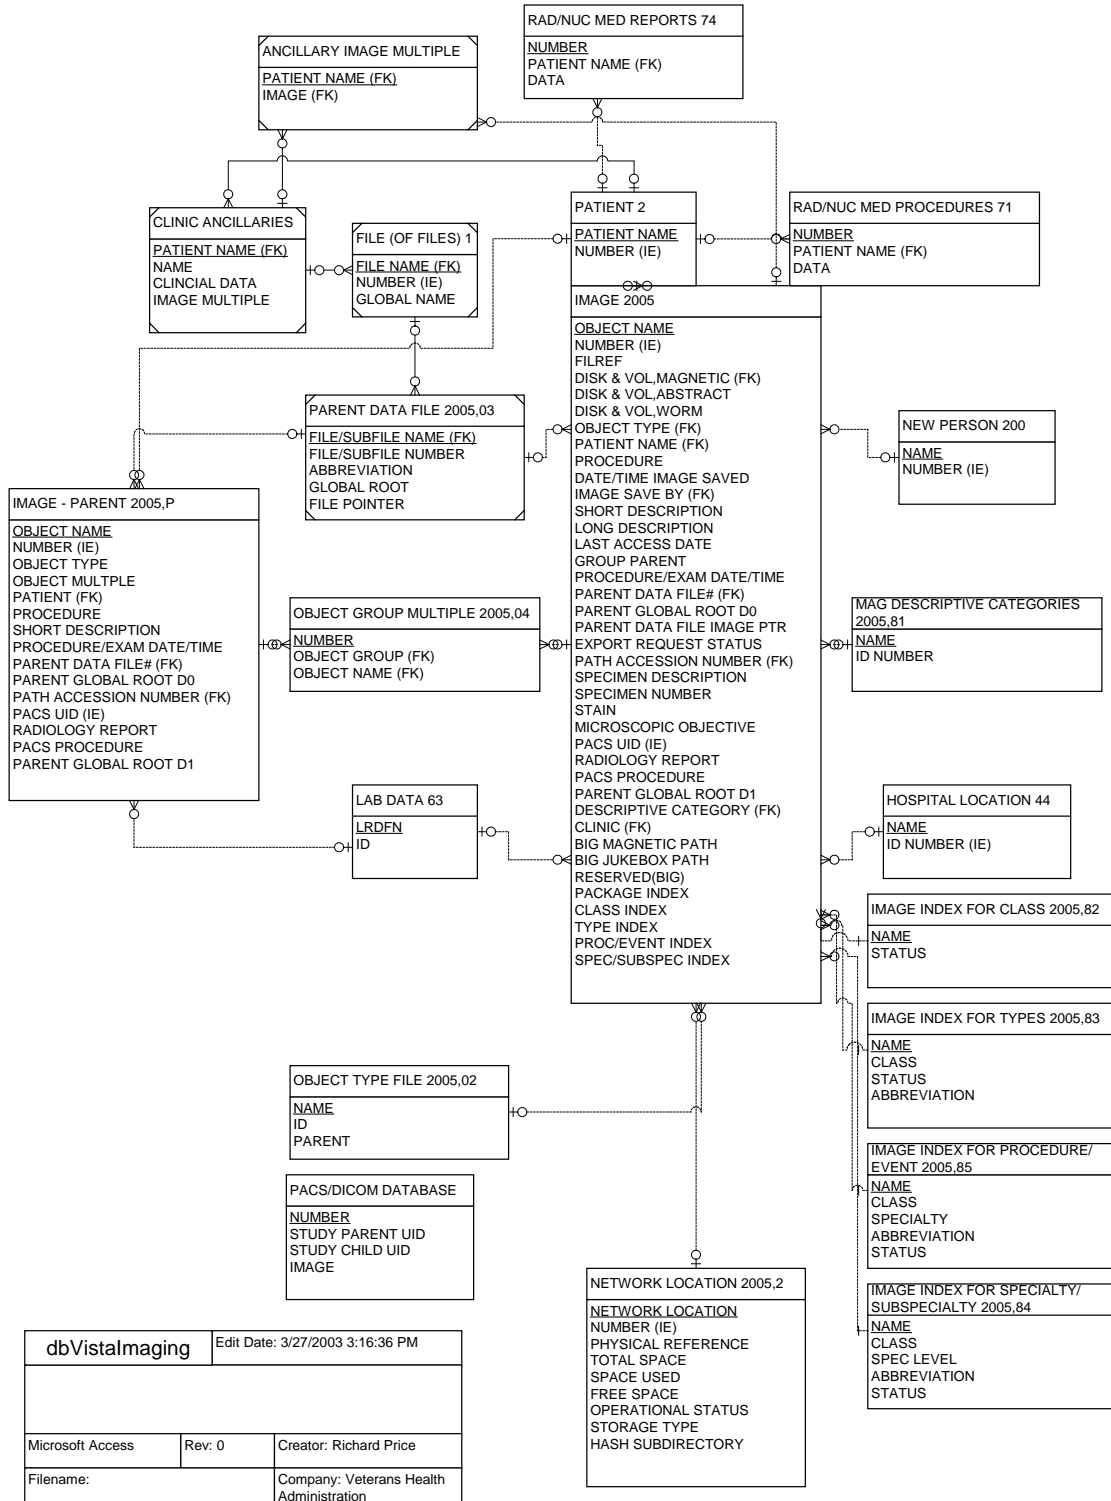 RAD/NUC MED REPORTS 74
NUMBER
PATIENT NAME (FK)
DATA
ANCILLARY IMAGE MULTIPLE
PATIENT NAME (FK)
IMAGE (FK)
CLINIC ANCILLARIES
PATIENT NAME (FK)
NAME
CLINCIAL DATA
IMAGE MULTIPLE
FILE (OF FILES) 1
FILE NAME (FK)
NUMBER (IE)
GLOBAL NAME
PATIENT 2
PATIENT NAME
NUMBER (IE)
RAD/NUC MED PROCEDURES 71
NUMBER
PATIENT NAME (FK)
DATA
IMAGE 2005
OBJECT NAME
NUMBER (IE)
FILREF
DISK & VOL,MAGNETIC (FK)
DISK & VOL,ABSTRACT
DISK & VOL,WORM
OBJECT TYPE (FK)
PATIENT NAME (FK)
PROCEDURE
DATE/TIME IMAGE SAVED
IMAGE SAVE BY (FK)
SHORT DESCRIPTION
LONG DESCRIPTION
LAST ACCESS DATE
GROUP PARENT
PROCEDURE/EXAM DATE/TIME
PARENT DATA FILE# (FK)
PARENT GLOBAL ROOT D0
PARENT DATA FILE IMAGE PTR
EXPORT REQUEST STATUS
PATH ACCESSION NUMBER (FK)
SPECIMEN DESCRIPTION
SPECIMEN NUMBER
STAIN
MICROSCOPIC OBJECTIVE
PACS UID (IE)
RADIOLOGY REPORT
PACS PROCEDURE
PARENT GLOBAL ROOT D1
DESCRIPTIVE CATEGORY (FK)
CLINIC (FK)
BIG MAGNETIC PATH
BIG JUKEBOX PATH
RESERVED(BIG)
PACKAGE INDEX
CLASS INDEX
TYPE INDEX
PROC/EVENT INDEX
SPEC/SUBSPEC INDEX
PARENT DATA FILE 2005,03
FILE/SUBFILE NAME (FK)
FILE/SUBFILE NUMBER
ABBREVIATION
GLOBAL ROOT
FILE POINTER
NEW PERSON 200
NAME
NUMBER (IE)
IMAGE - PARENT 2005,P
OBJECT NAME
NUMBER (IE)
OBJECT TYPE
OBJECT MULTPLE
PATIENT (FK)
PROCEDURE
SHORT DESCRIPTION
PROCEDURE/EXAM DATE/TIME
PARENT DATA FILE# (FK)
PARENT GLOBAL ROOT D0
PATH ACCESSION NUMBER (FK)
PACS UID (IE)
RADIOLOGY REPORT
PACS PROCEDURE
PARENT GLOBAL ROOT D1
OBJECT GROUP MULTIPLE 2005,04
NUMBER
OBJECT GROUP (FK)
OBJECT NAME (FK)
MAG DESCRIPTIVE CATEGORIES
2005,81
NAME
ID NUMBER
LAB DATA 63
LRDFN
ID
HOSPITAL LOCATION 44
NAME
ID NUMBER (IE)
IMAGE INDEX FOR CLASS 2005,82
NAME
STATUS
IMAGE INDEX FOR TYPES 2005,83
NAME
CLASS
STATUS
ABBREVIATION
OBJECT TYPE FILE 2005,02
NAME
ID
PARENT
IMAGE INDEX FOR PROCEDURE/
EVENT 2005,85
NAME
CLASS
SPECIALTY
ABBREVIATION
STATUS
PACS/DICOM DATABASE
NUMBER
STUDY PARENT UID
STUDY CHILD UID
IMAGE
NETWORK LOCATION 2005,2
NETWORK LOCATION
NUMBER (IE)
PHYSICAL REFERENCE
TOTAL SPACE
SPACE USED
FREE SPACE
OPERATIONAL STATUS
STORAGE TYPE
HASH SUBDIRECTORY
IMAGE INDEX FOR SPECIALTY/
SUBSPECIALTY 2005,84
NAME
CLASS
SPEC LEVEL
ABBREVIATION
STATUS
dbVistaImaging
Edit Date: 3/27/2003 3:16:36 PM
Microsoft Access
Rev: 0
Creator: Richard Price
Filename:
Company: Veterans Health
Administration